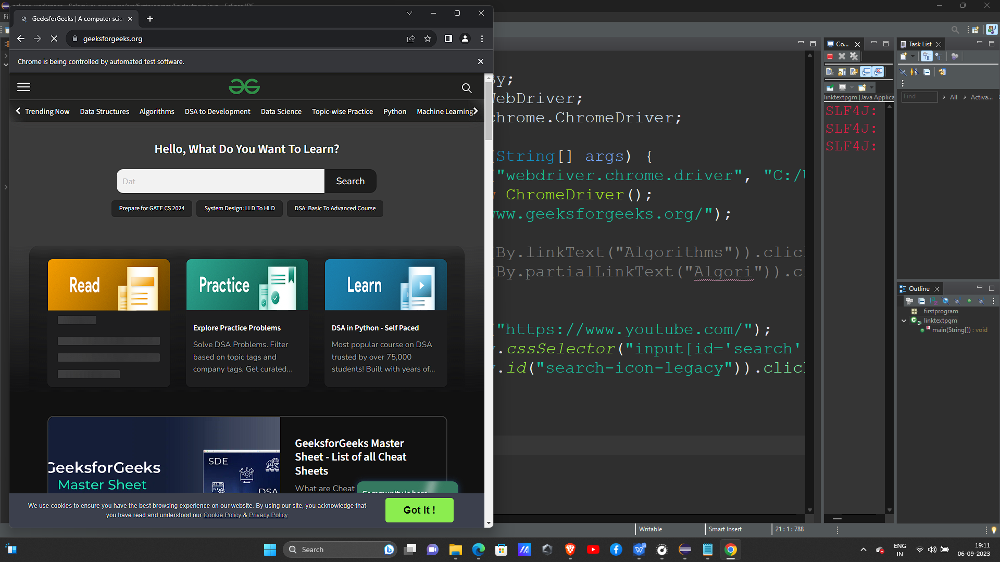 GeeksforGeeks | A computer scie
geeksforgeeks.org
Chrome is being controlled by automated test software.
Trending Now Data Structures Algorithms DSA to Development Data Science Topic-wise Practice Python Machine Learning
Hello, What Do You Want To Learn?
Dat
Search
Prepare for GATE CS 2024 System Design: LLD To HLD DSA: Basic To Advanced Course
Read Practice Learn
Explore Practice Problems
Solve DSA Problems. Filter
based on topic tags and
company tags. Get curated...
DSA in Python - Self Paced
Most popular course on DSA
trusted by over 75,000
students! Built with years of...
GeeksforGeeks
Master Sheet
SDE
DSA
GeeksforGeeks Master
Sheet - List of all Cheat
Sheets
What are Cheat
Community is here
We use cookies to ensure you have the best browsing experience on our website. By using our site, you acknowledge that
you have read and understood our Cookie Policy & Privacy Policy
Got It !
By;
WebDriver;
chrome.ChromeDriver;
(String[] args) {
("webdriver.chrome.driver", "C:/U
ChromeDriver();
www.geeksforgeeks.org/");
(By.linkText("Algorithms")).clic
(By.partialLinkText("Algori")).cl
("https://www.youtube.com/");
.cssSelector("input[id='search'
.id("search-icon-legacy")).clic
Co...
linktextpgm [Java Applica
SLF4J:
SLF4J:
SLF4J:
Task List
Find
All
Activa...
Outline
firstprogram
linktextpgm
main(String[]) : void
Writable
Smart Insert
21 : 1 : 788
Search
ENG
IN
19:11
06-09-2023